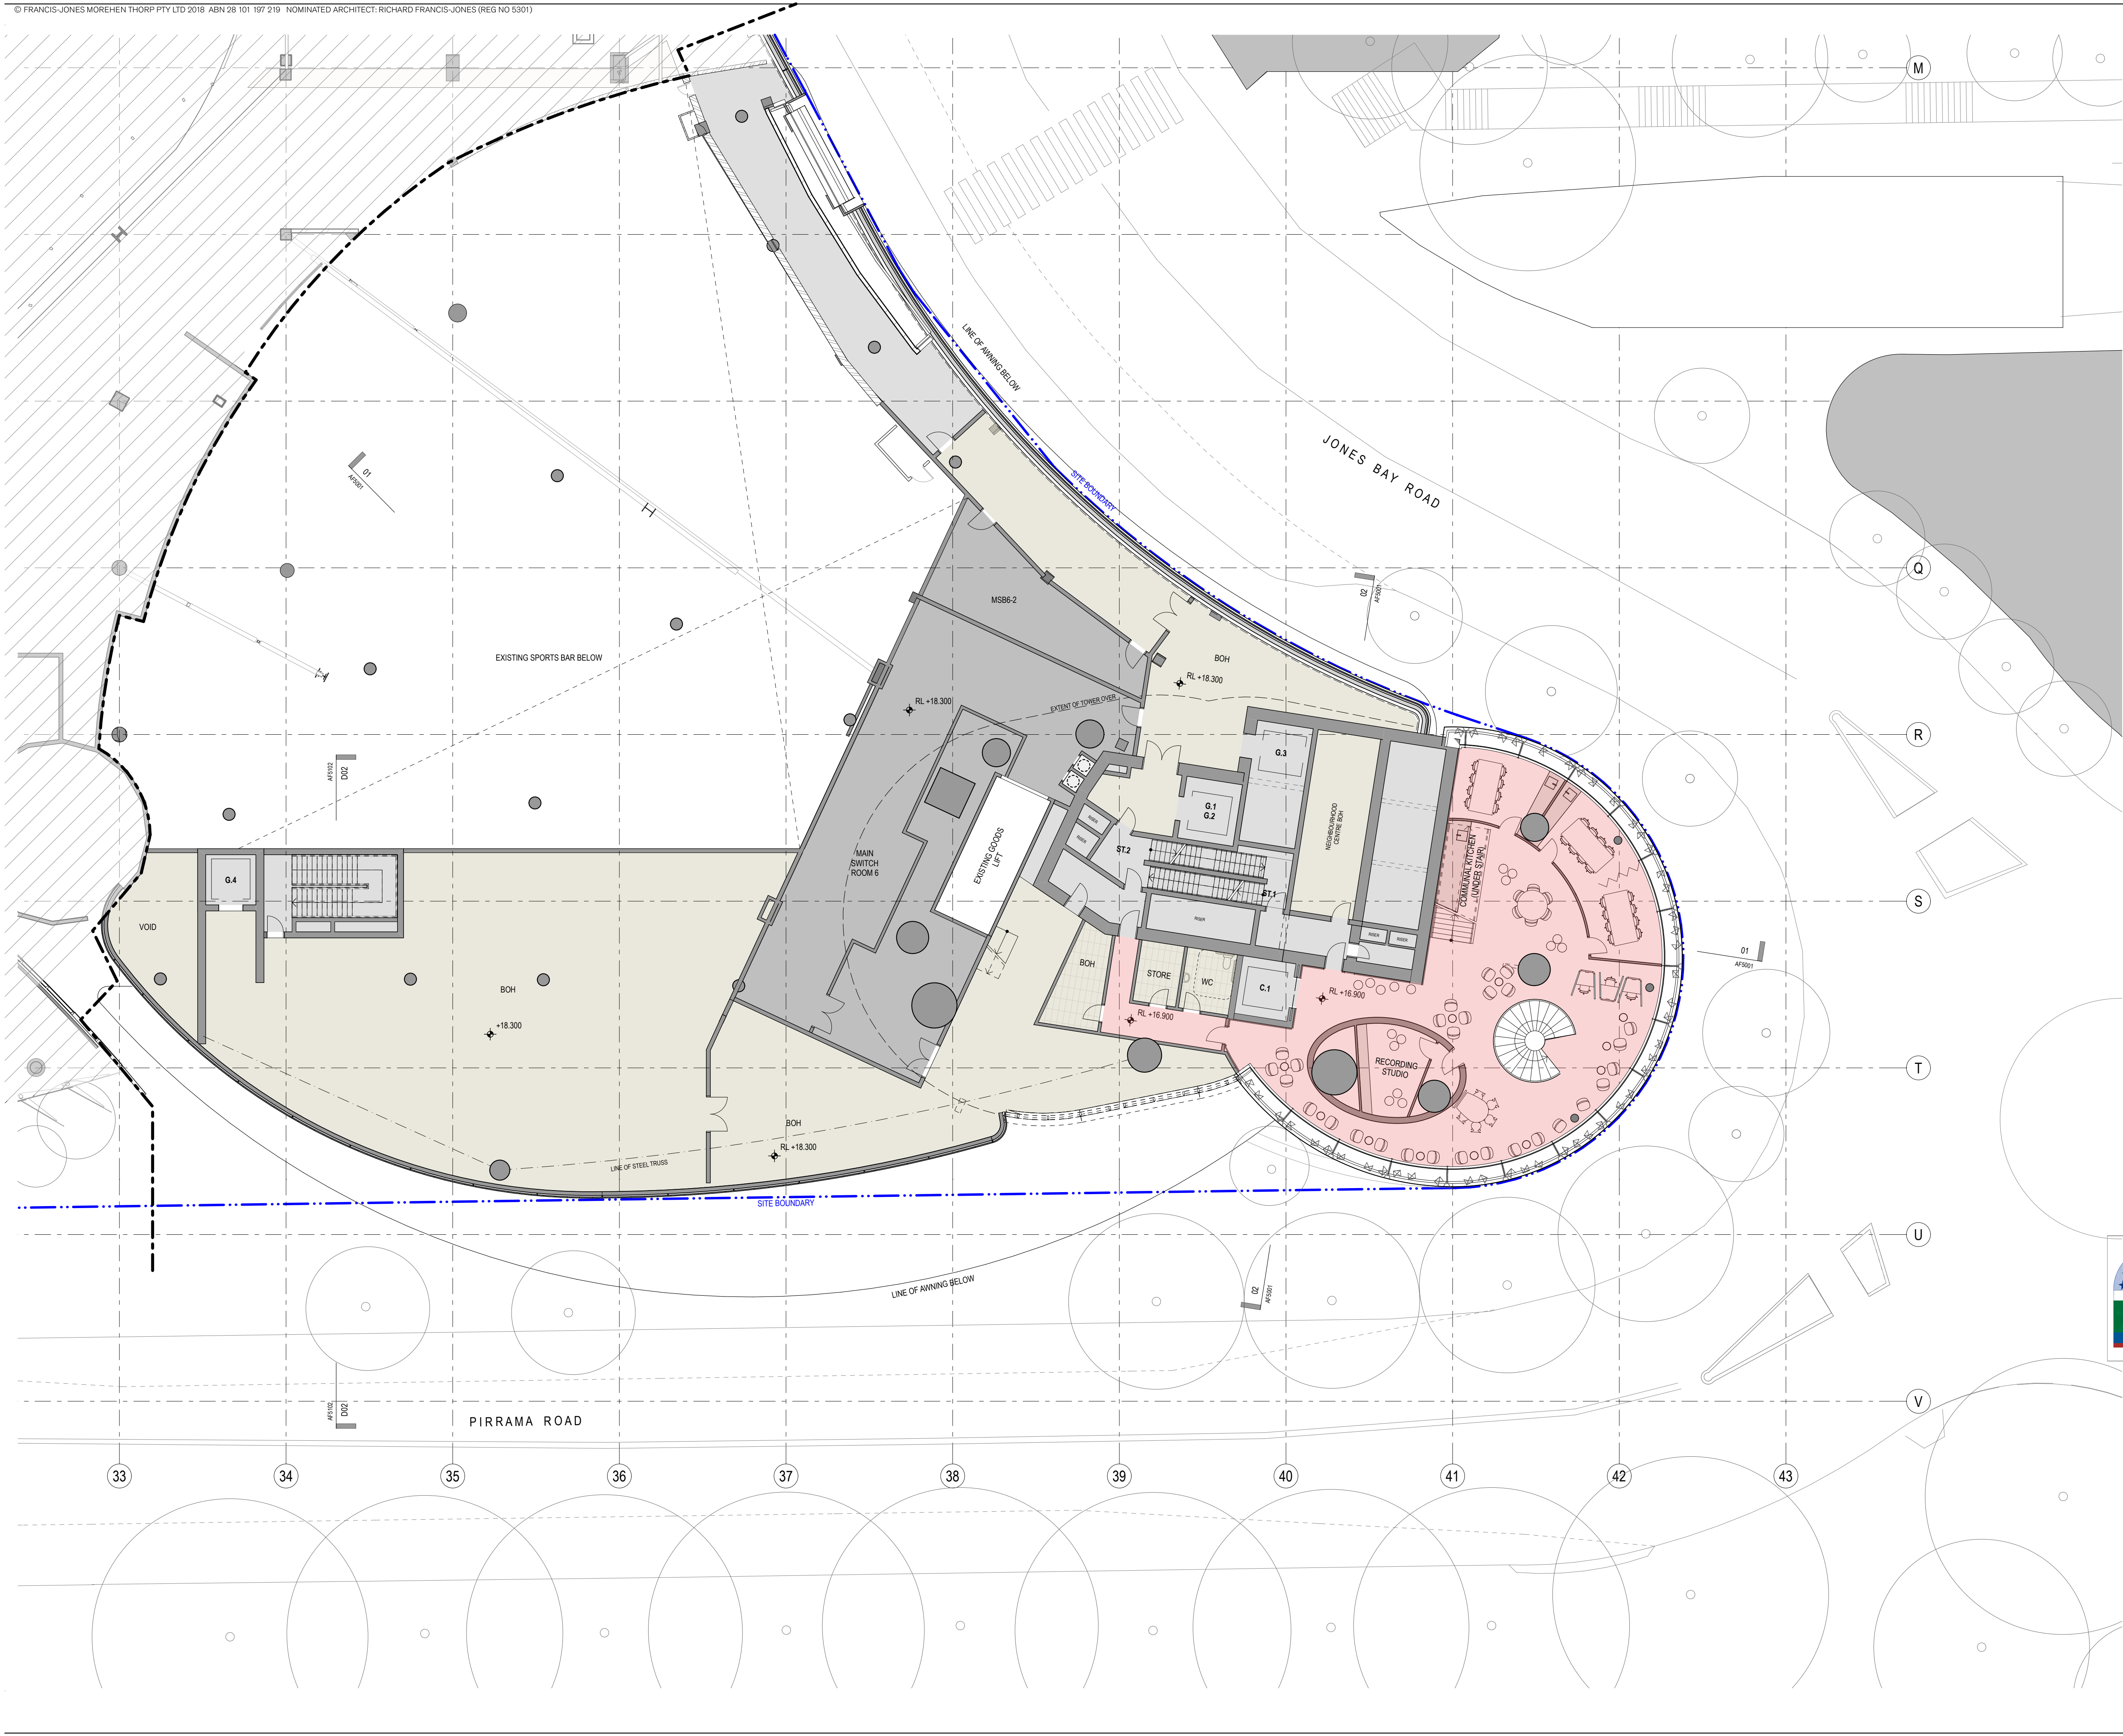 © FRANCIS-JONES MOREHEN THORP PTY LTD 2018 ABN 28 101 197 219 NOMINATED ARCHITECT: RICHARD FRANCIS-JONES (REG NO 5301)
M
LINE OF AWNING BELOW
JONES BAY ROAD
01
AF5001
SITE BOUNDARY
Q
02
AF5001
MSB6-2
EXISTING SPORTS BAR BELOW
BOH
RL +18.300
RL +18.300
EXTENT OF TOWER OVER
R
G.3
AF5102
D02
G.1
G.2
NEIGHBOURHOOD
CENTRE BOH
RISER
RISER
ST.2
MAIN
SWITCH
ROOM 6
EXISTING GOODS
LIFT
COMMUNAL KITCHEN
(UNDER STAIR)
G.4
ST.1
S
RISER
VOID
RISER
RISER
01
AF5001
BOH
STORE
WC
C.1
BOH
RL +16.900
RL +16.900
+18.300
RECORDING
STUDIO
T
BOH
RL +18.300
LINE OF STEEL TRUSS
SITE BOUNDARY
U
LINE OF AWNING BELOW
02
AF5001
AF5102
D02
PIRRAMA ROAD
V
33
34
35
36
37
38
39
40
41
42
43